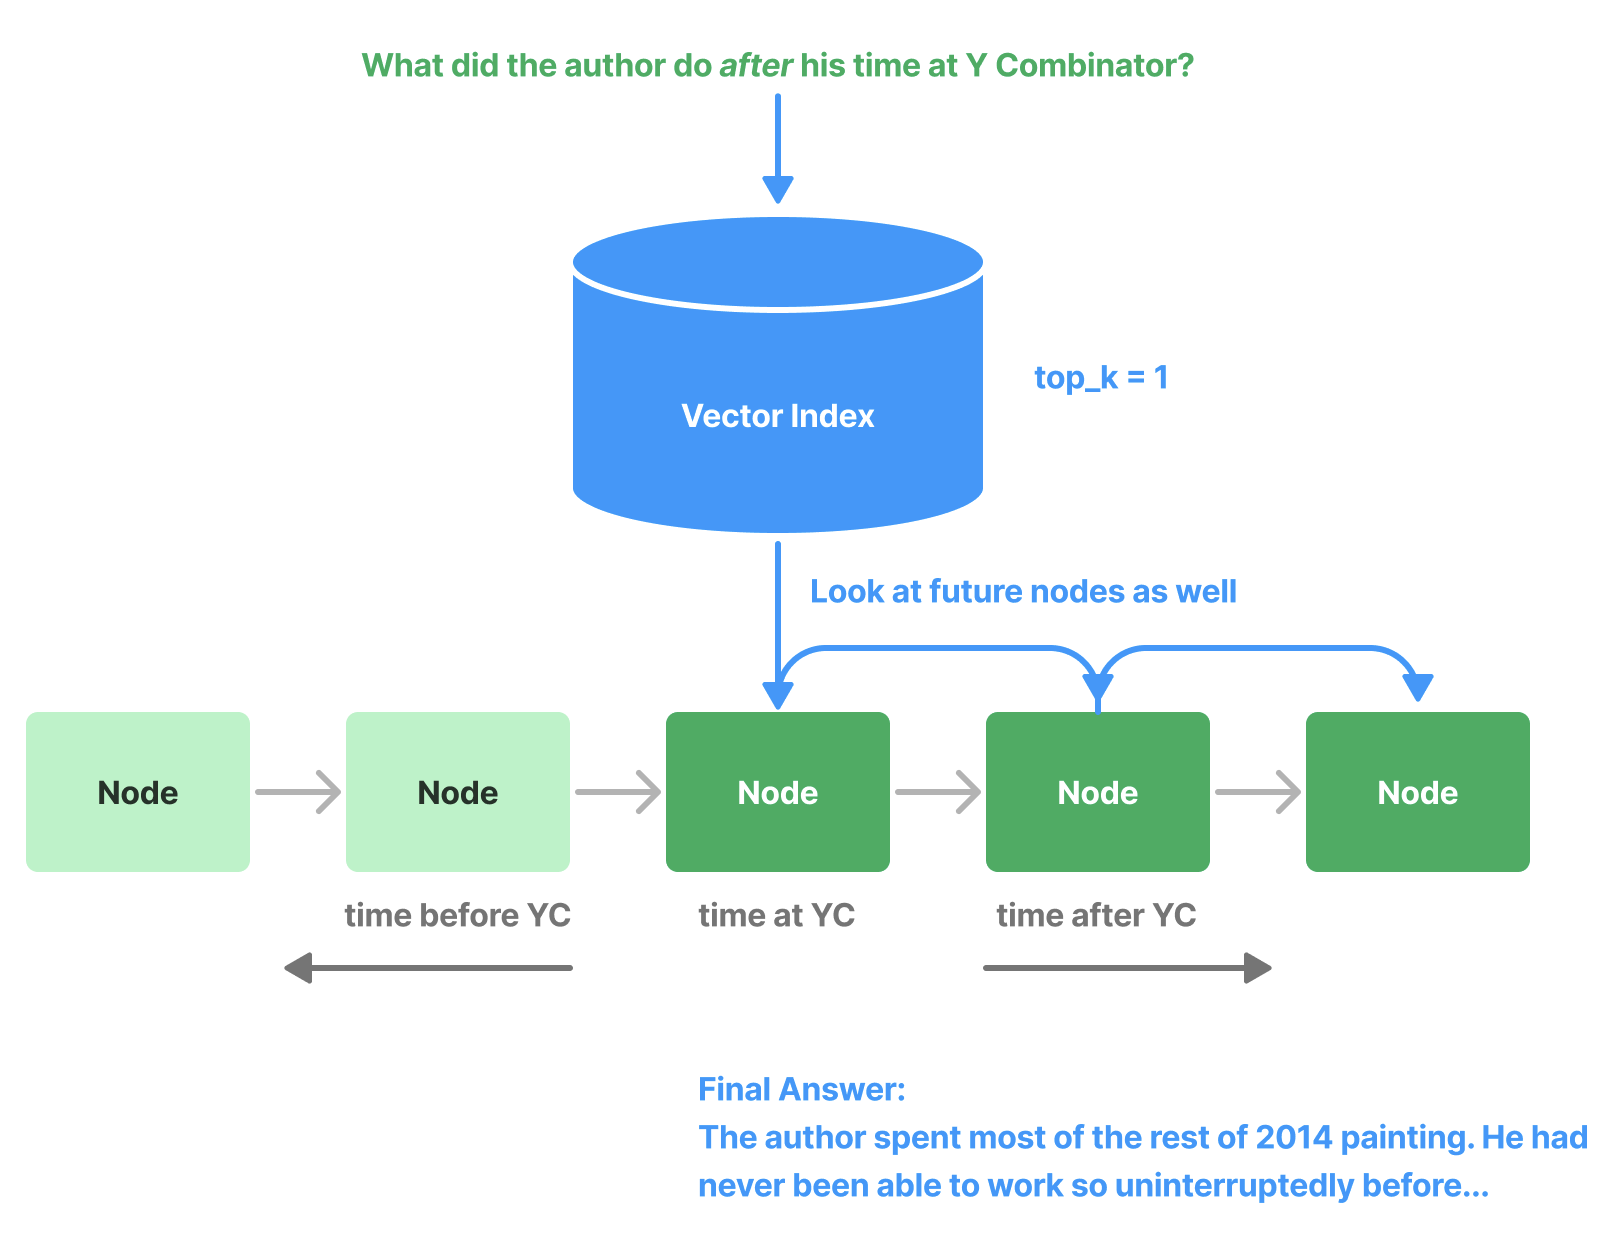 What did the author do after his time at Y Combinator?
top_k = 1
Vector Index
Look at future nodes as well
Node
Node
Node
Node
Node
time before YC
time at YC
time after YC
Final Answer:
The author spent most of the rest of 2014 painting. He had
never been able to work so uninterruptedly before...